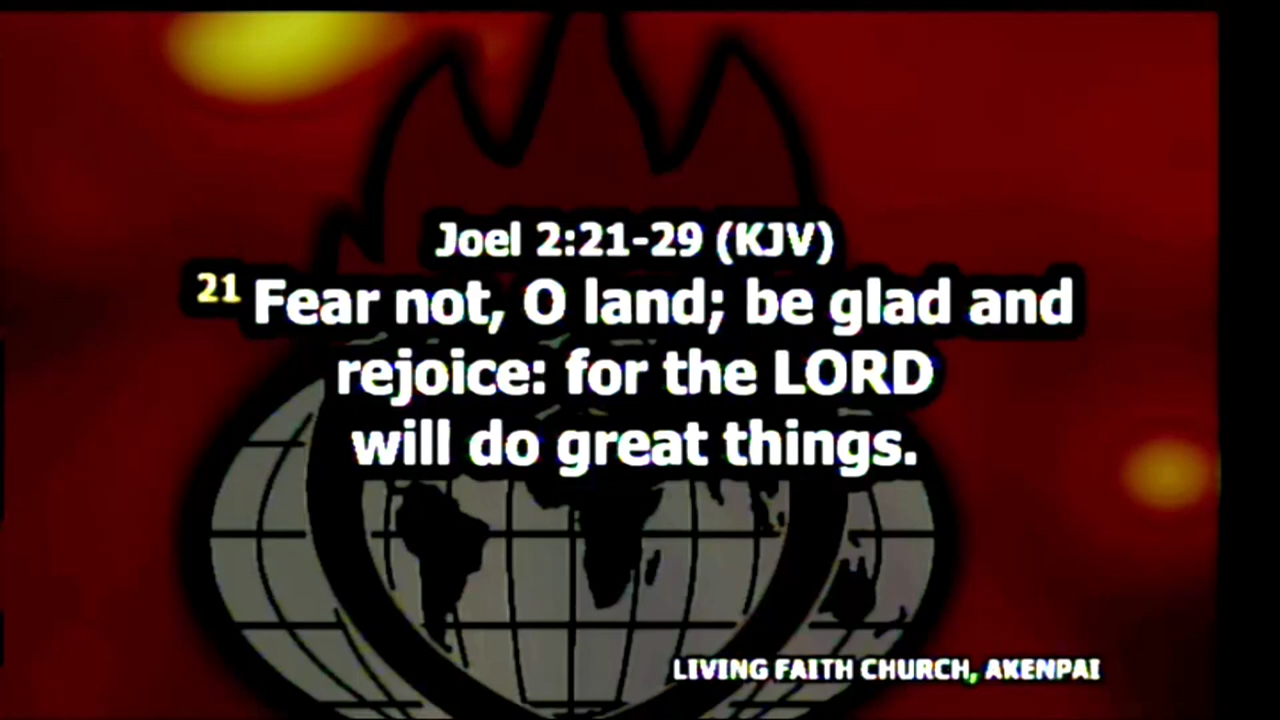 Joel 2:21-29 (KJV)
21 Fear not, O land; be glad and
rejoice: for the LORD
will do great things.
LIVING FAITH CHURCH, AKENPAI